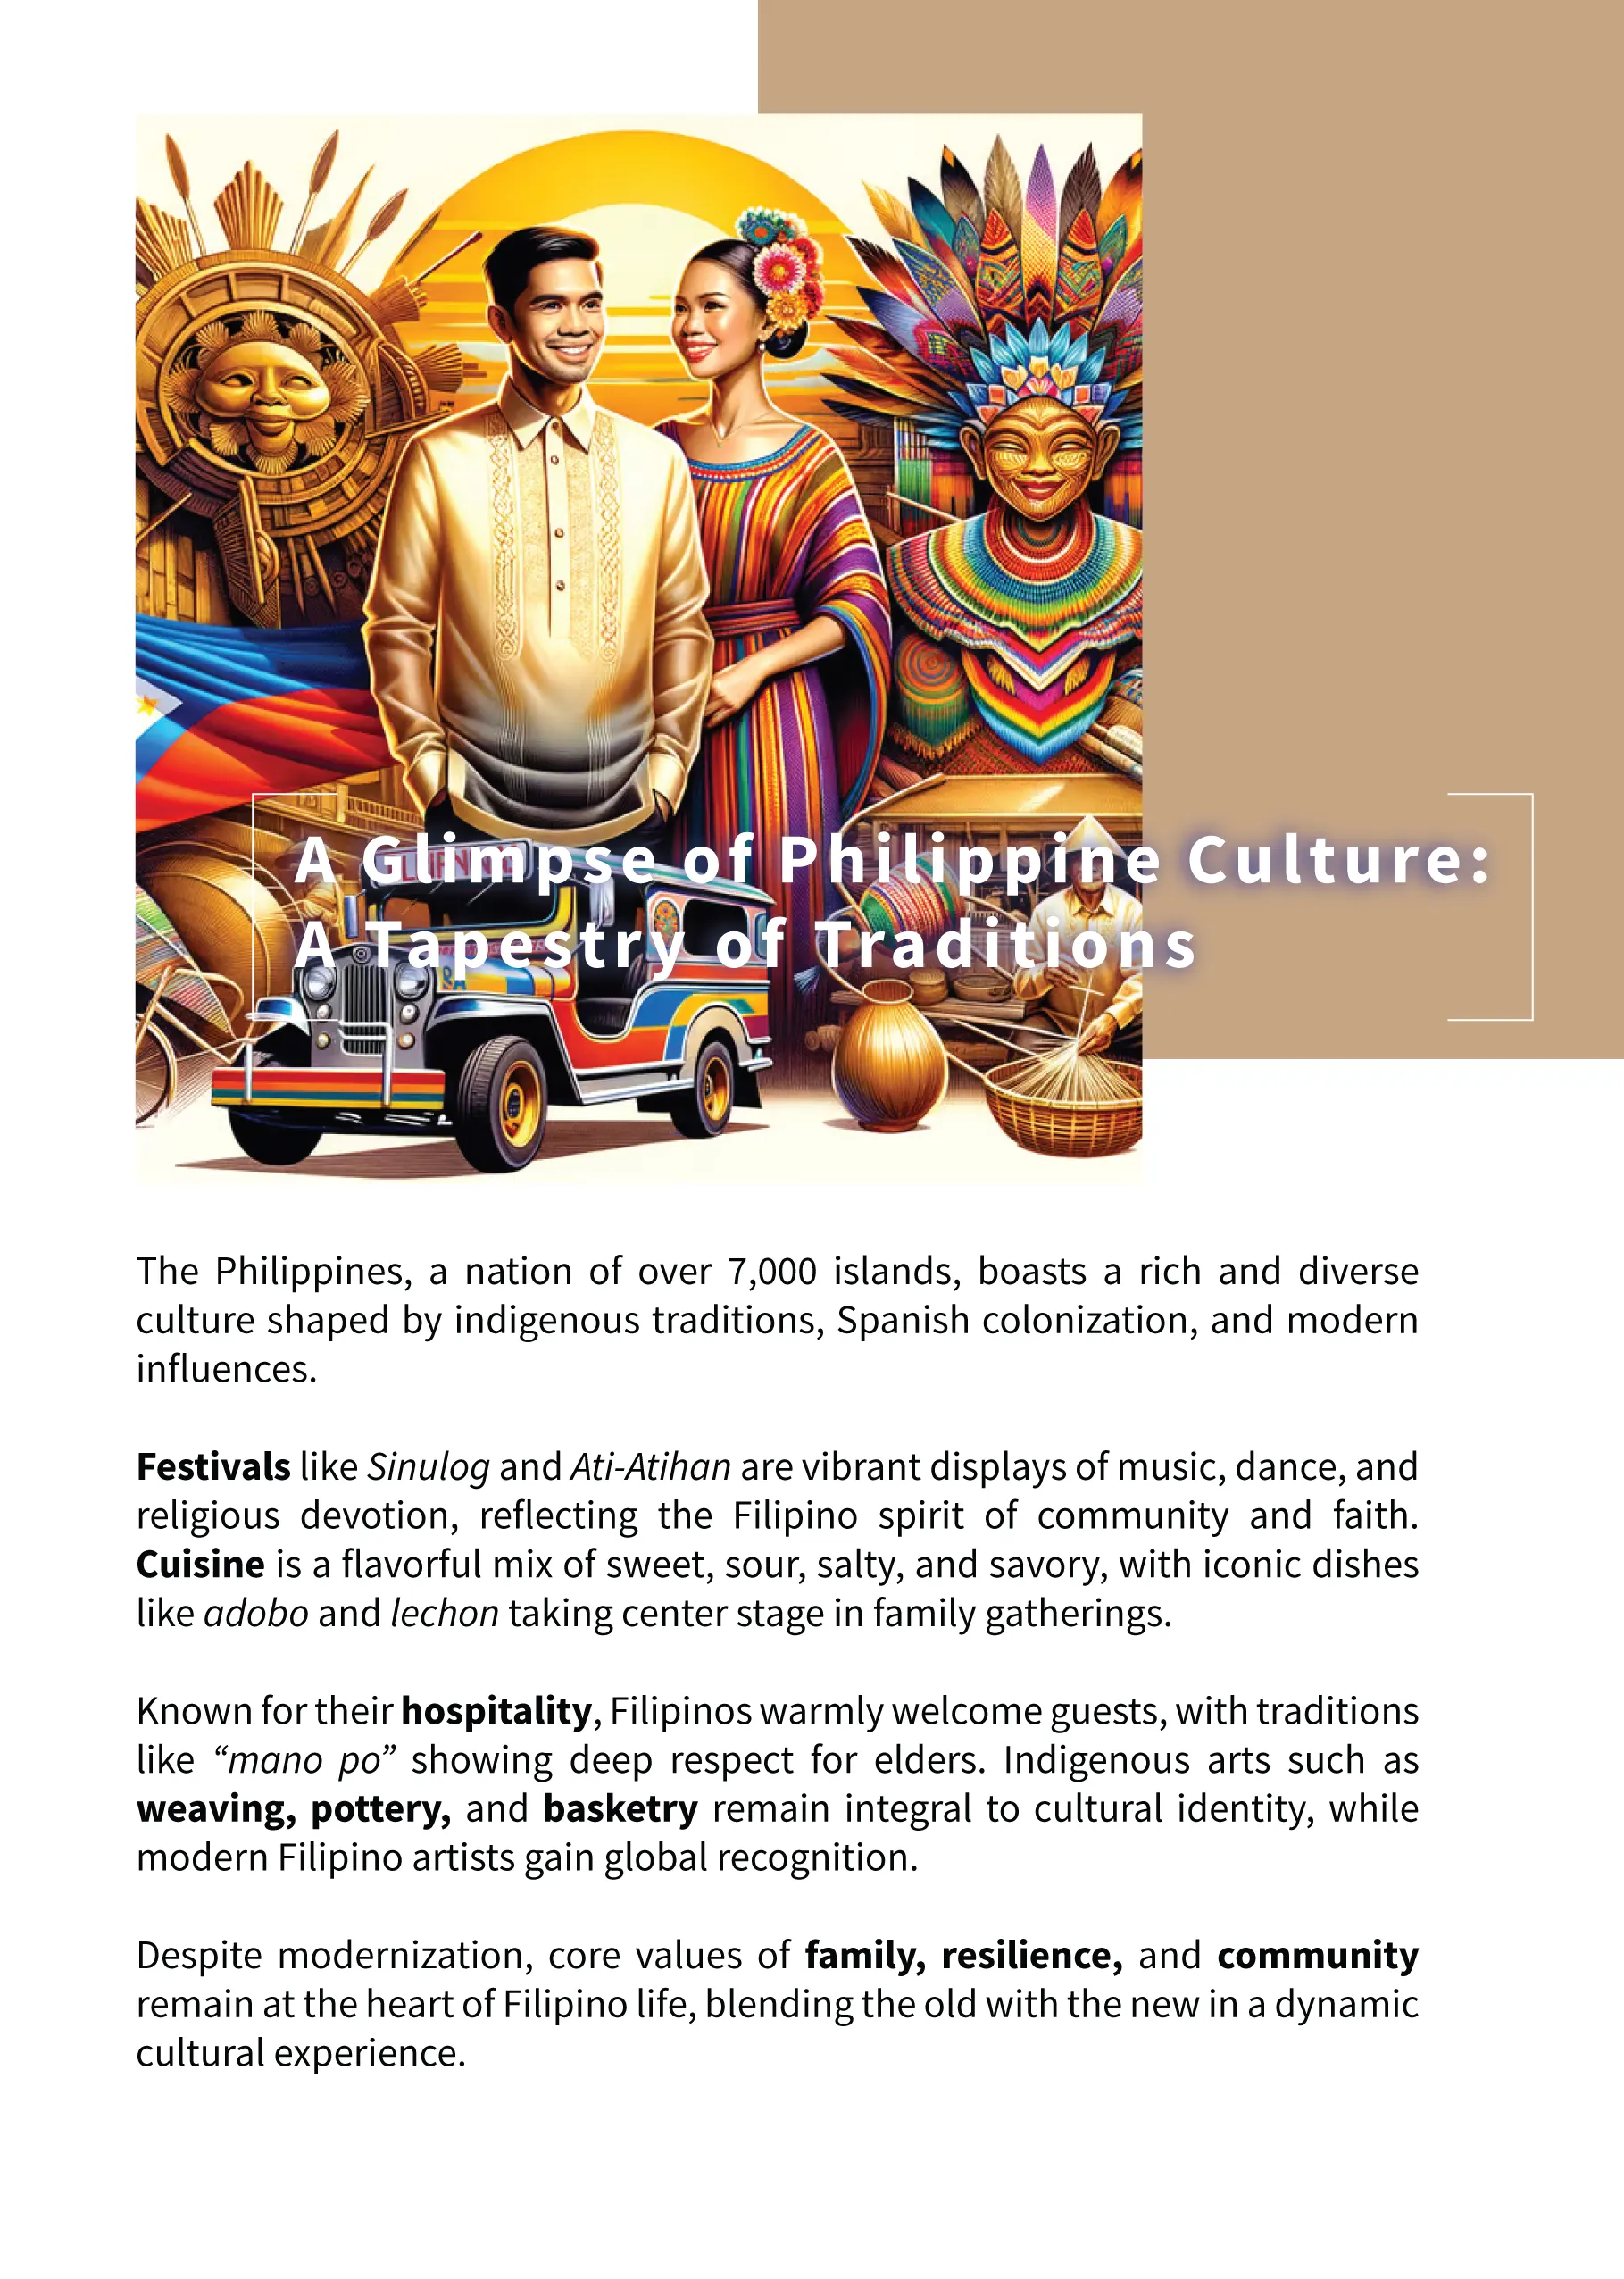 A Glimpse of Philippine Culture:
A Tapestry of Traditions
The Philippines, a nation of over 7,000 islands, boasts a rich and diverse
culture shaped by indigenous traditions, Spanish colonization, and modern
influences.
Festivals like Sinulog and Ati-Atihan are vibrant displays of music, dance, and
religious devotion, reflecting the Filipino spirit of community and faith.
Cuisine is a flavorful mix of sweet, sour, salty, and savory, with iconic dishes
like adobo and lechon taking center stage in family gatherings.
Known for their hospitality, Filipinos warmly welcome guests, with traditions
like “mano po” showing deep respect for elders. Indigenous arts such as
weaving, pottery, and basketry remain integral to cultural identity, while
modern Filipino artists gain global recognition.
Despite modernization, core values of family, resilience, and community
remain at the heart of Filipino life, blending the old with the new in a dynamic
cultural experience.